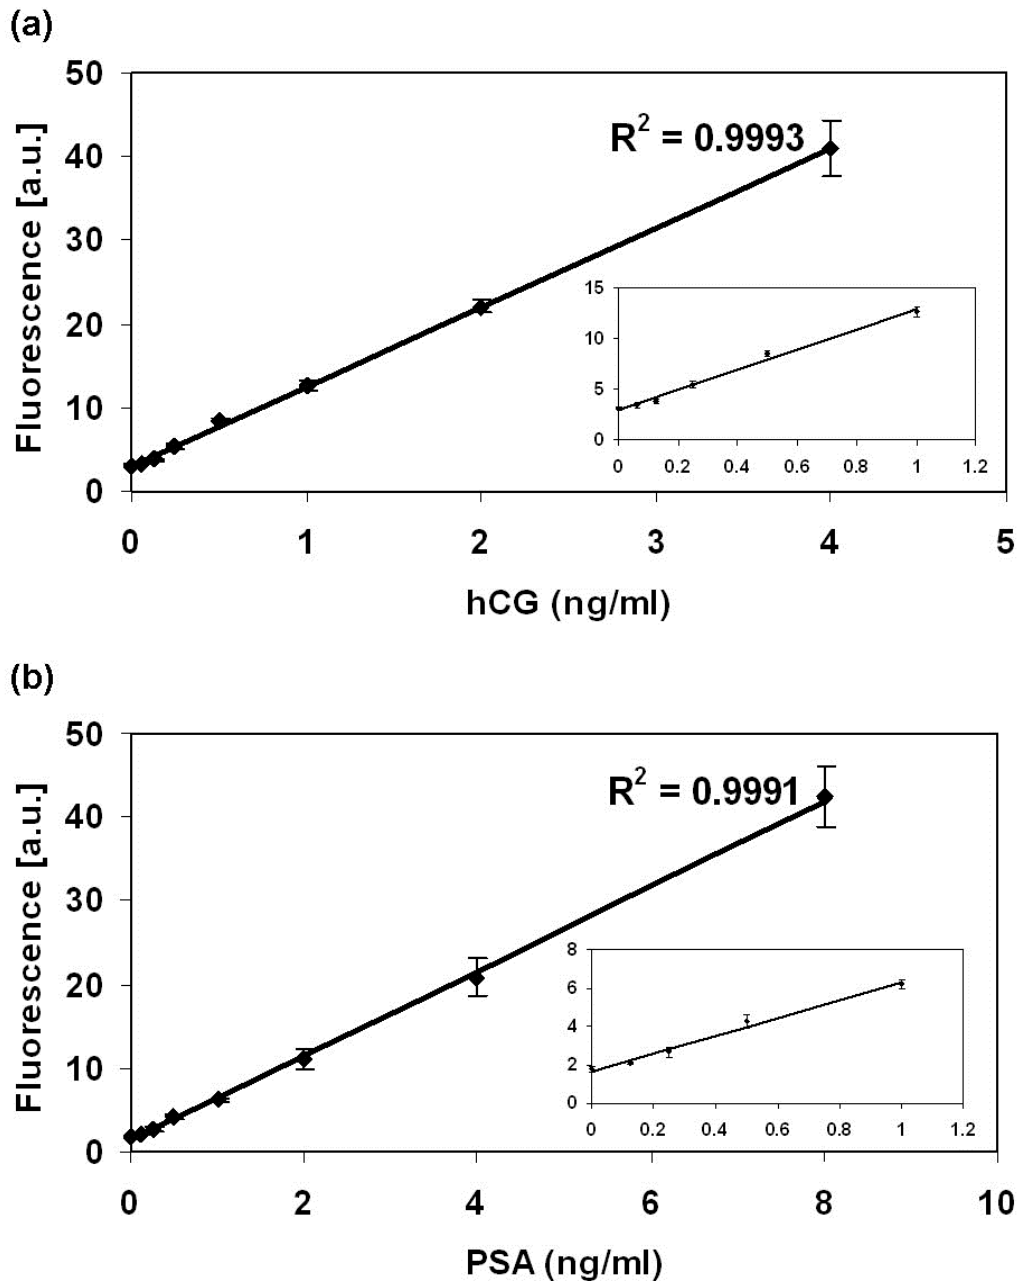 (a)
50
40
30
20
10
0
Fluorescence [a.u.]
R² = 0.9993
15
10
5
0
0 0.2 0.4 0.6 0.8 1 1.2
0 1 2 3 4 5
hCG (ng/ml)
(b)
50
40
30
20
10
0
Fluorescence [a.u.]
R² = 0.9991
8
6
4
2
0
0 0.2 0.4 0.6 0.8 1 1.2
0 2 4 6 8 10
PSA (ng/ml)